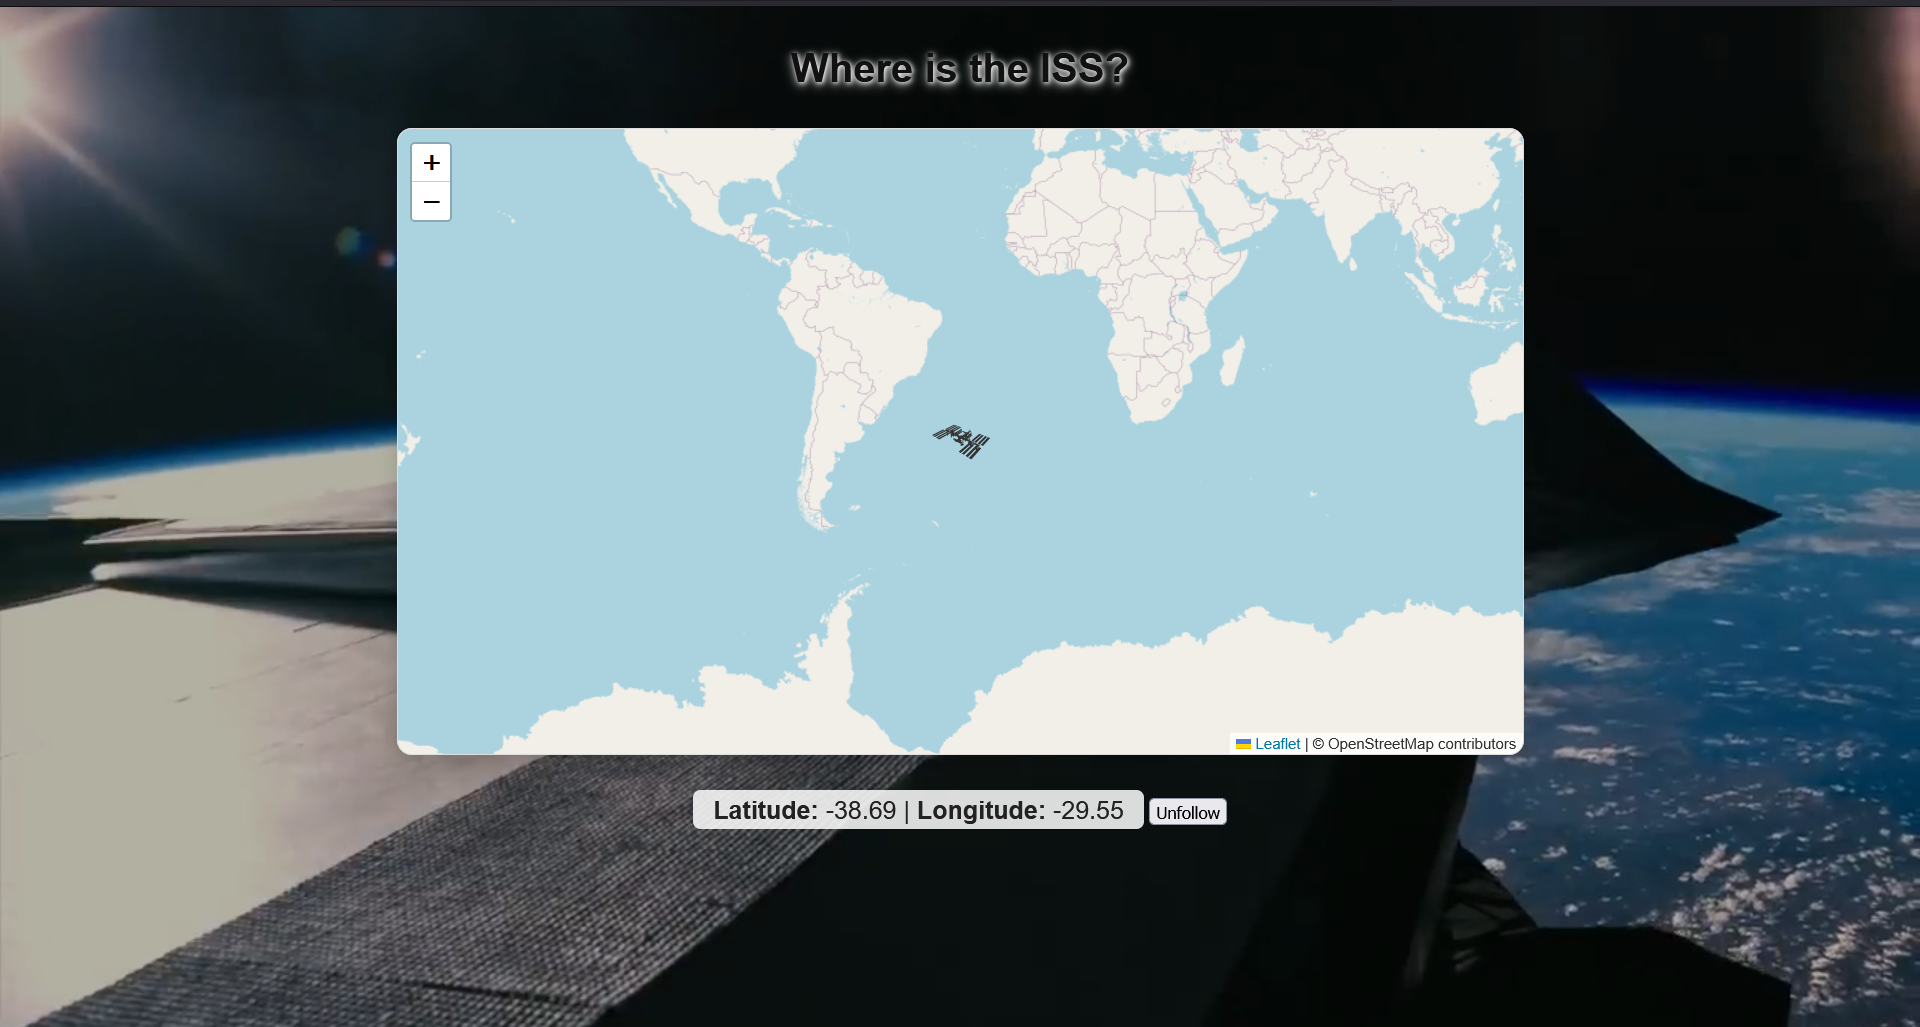 Where is the ISS?
+
−
Leaflet | © OpenStreetMap contributors
Latitude: -38.69 | Longitude: -29.55 Unfollow